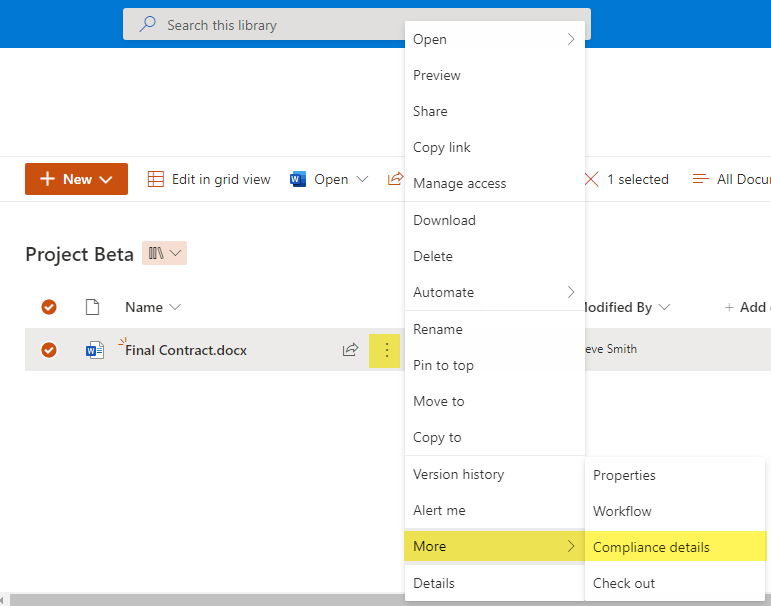 Search this library
New
Edit in grid view
Open
1 selected
All Docu
Project Beta
Name
Modified By
Add
Final Contract.docx
eve Smith
Open
Preview
Share
Copy link
Manage access
Download
Delete
Automate
Rename
Pin to top
Move to
Copy to
Version history
Alert me
More
Details
Properties
Workflow
Compliance details
Check out